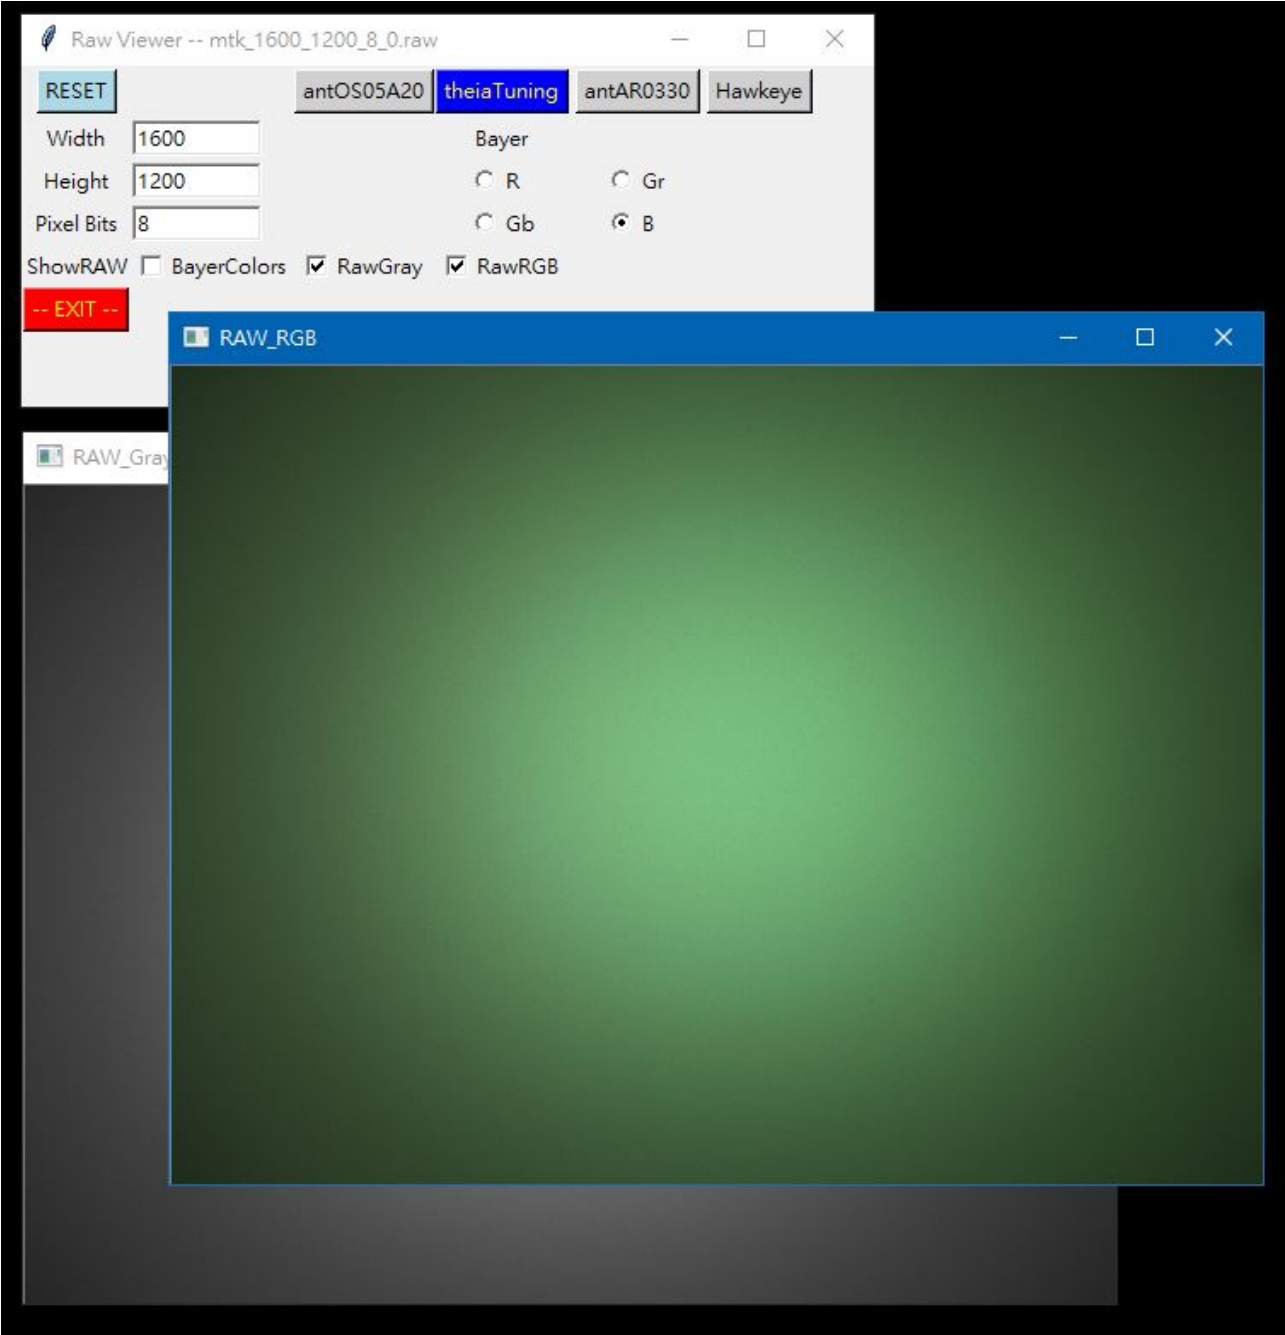 Raw Viewer -- mtk_1600_1200_8_0.raw
RESET antOS05A20 theiaTuning antAR0330 Hawkeye
Width 1600 Bayer
Height 1200 R Gr
Pixel Bits 8 Gb B
ShowRAW BayerColors RawGray RawRGB
-- EXIT --
RAW_RGB
RAW_Gray